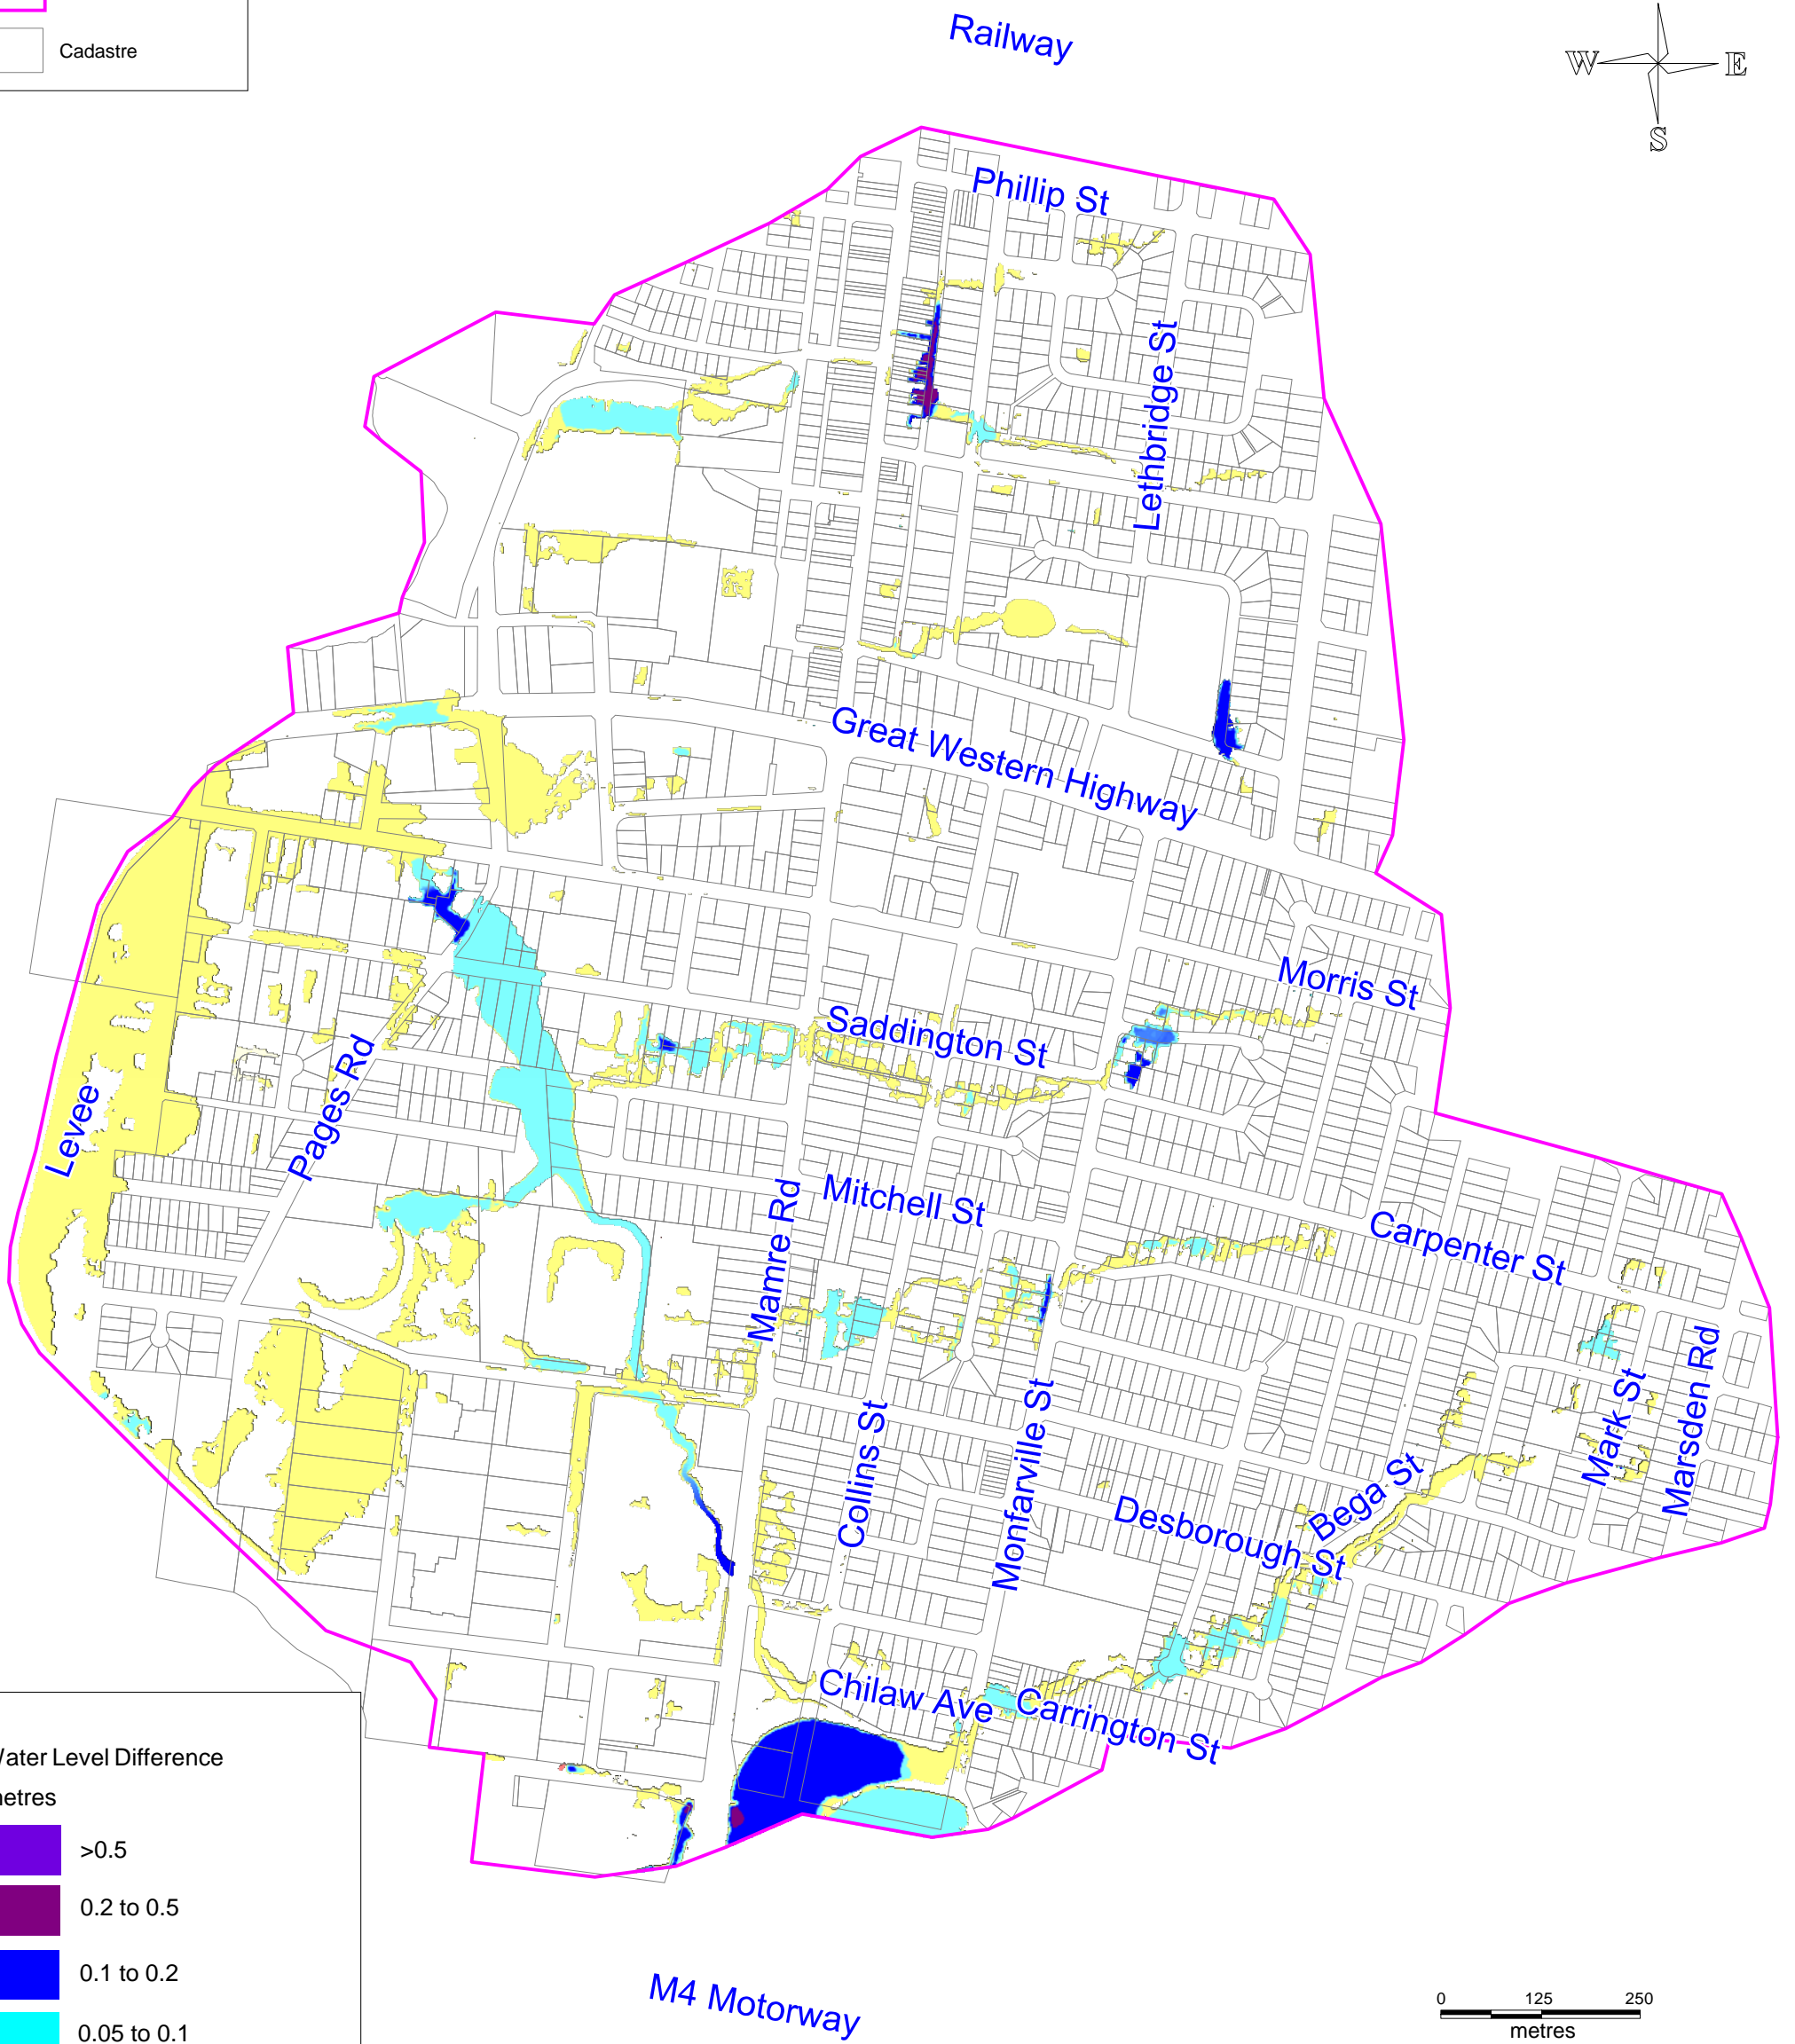 Railway
Cadastre
W E
S
Phillip St
Lethbridge St
Great Western Highway
Morris St
Saddington St
Pages Rd
Levee
Mitchell St
Mamre Rd
Carpenter St
Marsden Rd
Mark St
Collins St
Monfarville St
Bega St
Desborough St
Chilaw Ave
Carrington St
Water Level Difference
metres
>0.5
0.2 to 0.5
0.1 to 0.2
0.05 to 0.1
M4 Motorway
0 125 250
metres